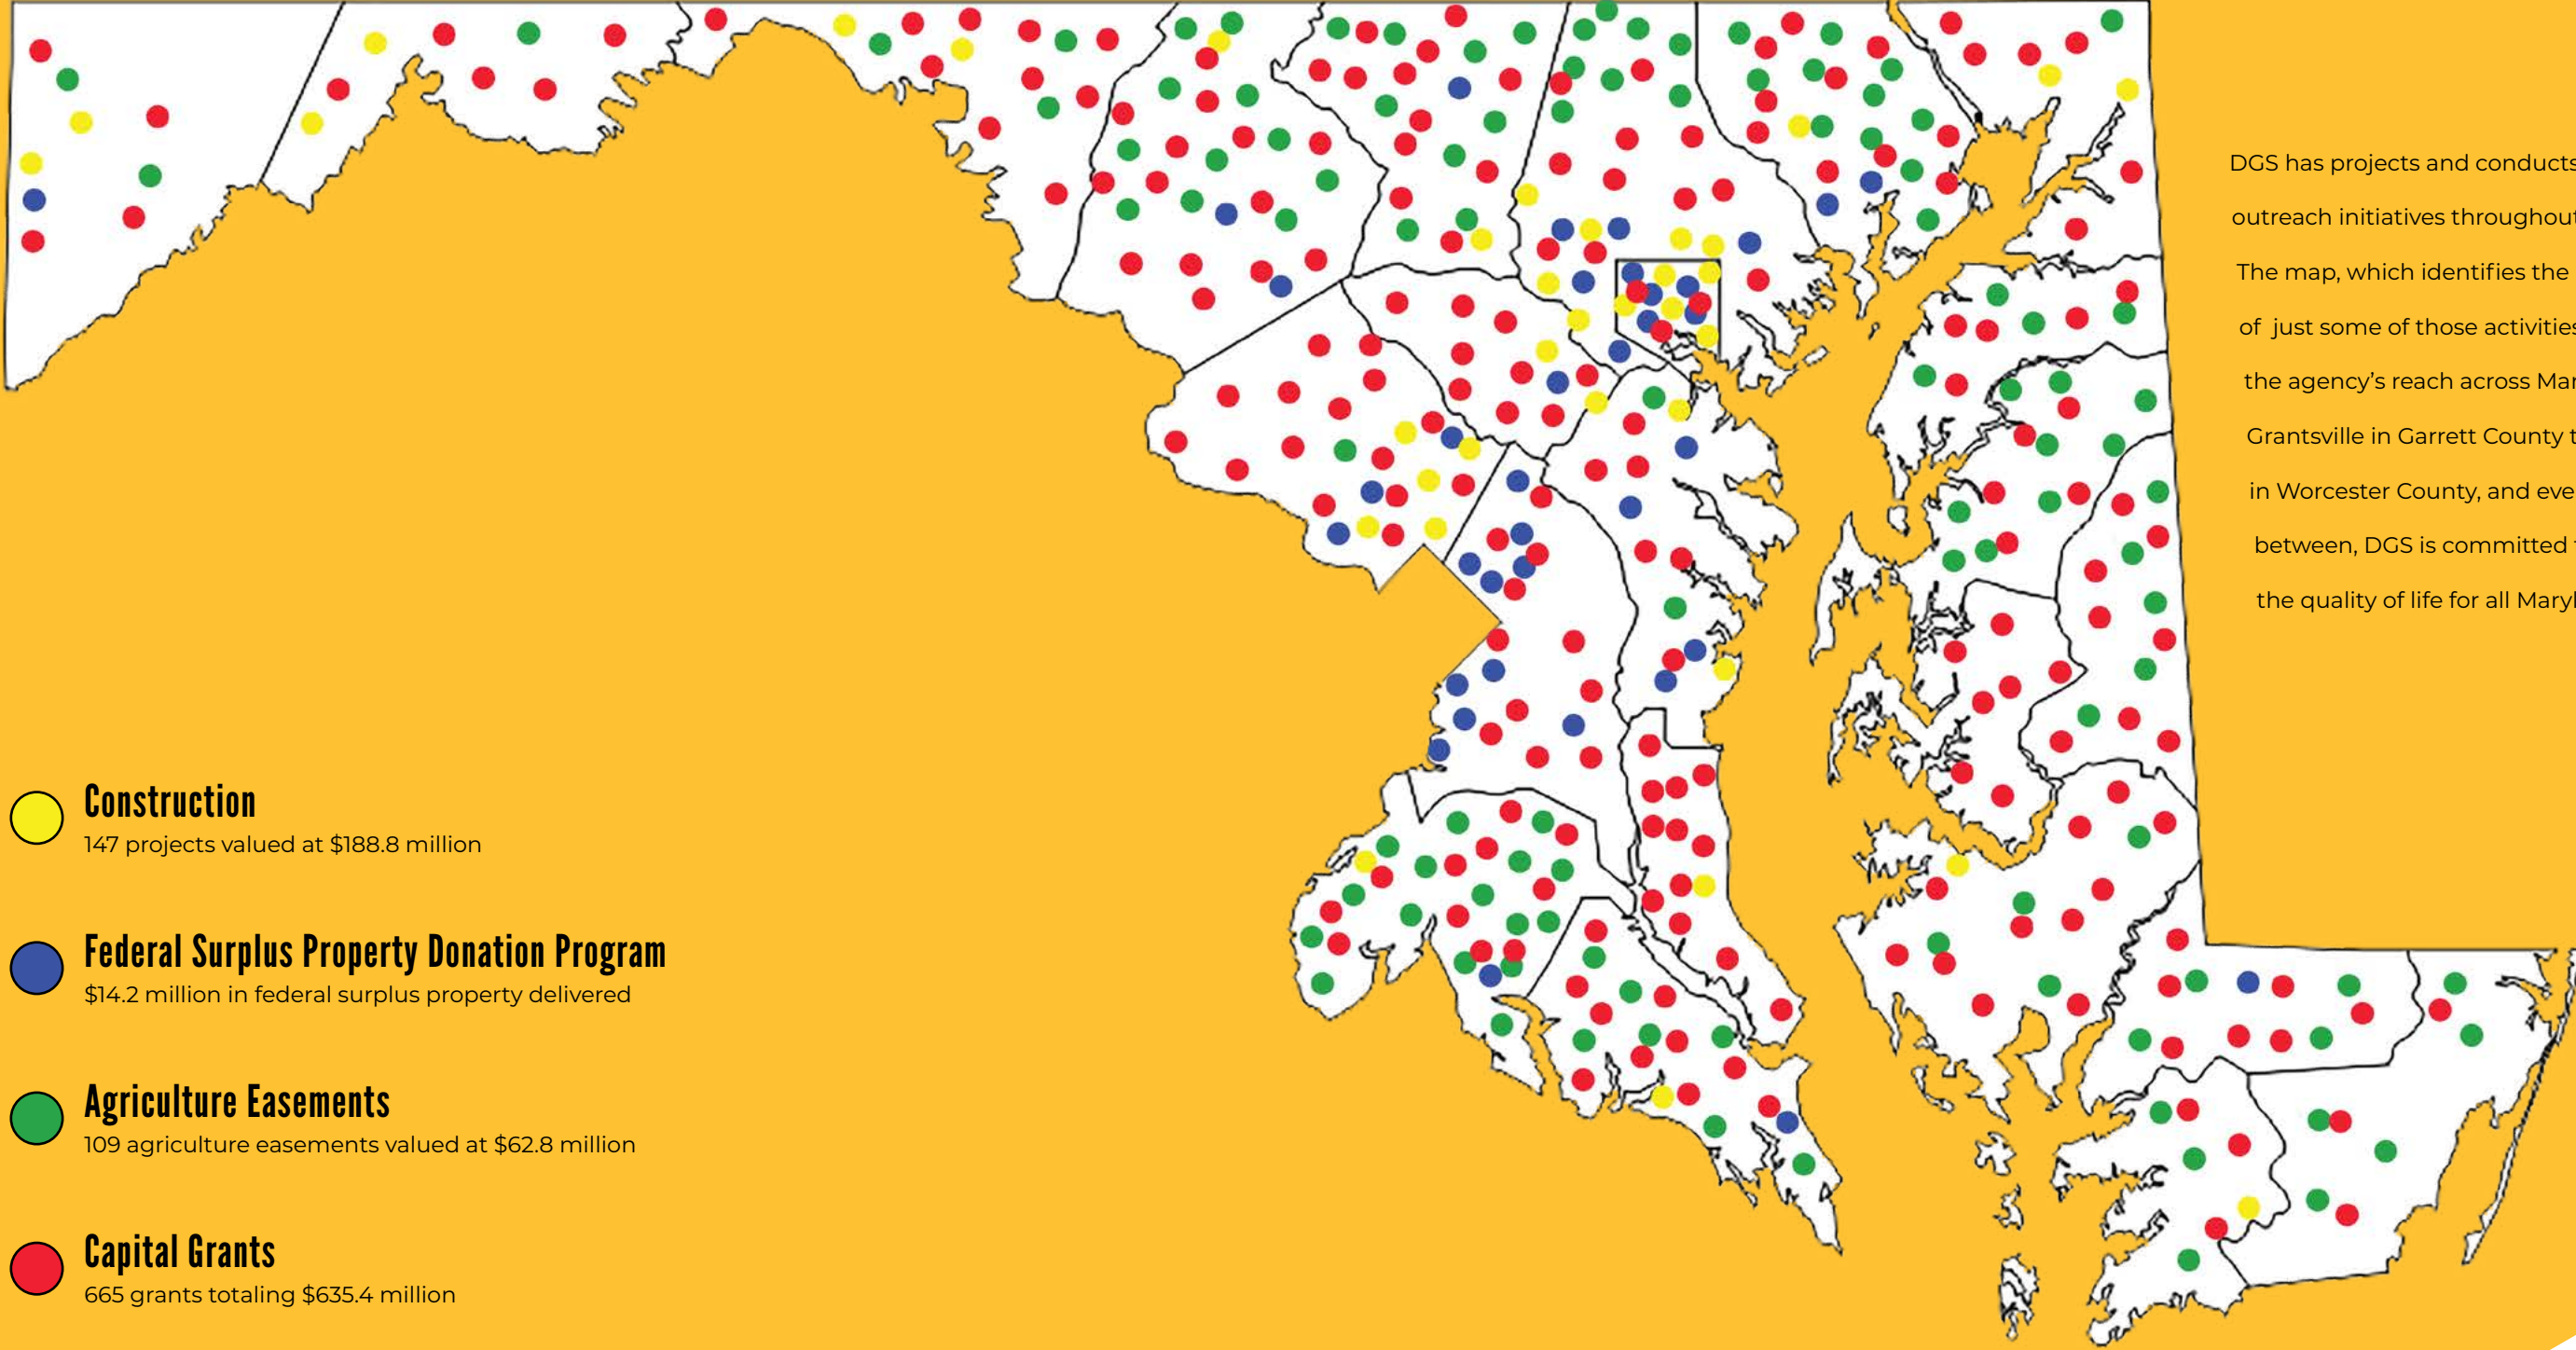 DGS has projects and conducts
outreach initiatives throughout
The map, which identifies the
of just some of those activities
the agency's reach across
Grantsville in Garrett County
in Worcester County, and
between, DGS is committed
the quality of life for all
Construction
147 projects valued at $188.8 million
Federal Surplus Property Donation Program
$14.2 million in federal surplus property delivered
Agriculture Easements
109 agriculture easements valued at $62.8 million
Capital Grants
665 grants totaling $635.4 million